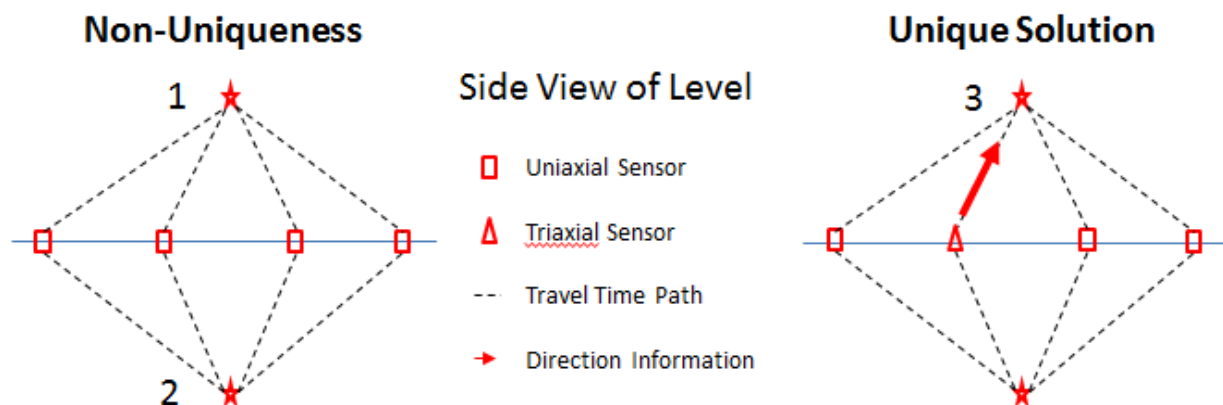 Non-Uniqueness
Unique Solution
Side View of Level
1
3
Uniaxial Sensor
Triaxial Sensor
Travel Time Path
Direction Information
2